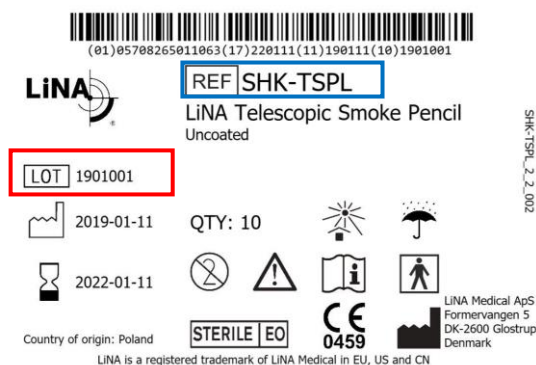 (01)05708265011063(17)220111(11)190111(10)1901001
LiNA
REF SHK-TSPL
LiNA Telescopic Smoke Pencil
Uncoated
SHK-TSPL_2_2_002
LOT 1901001
2019-01-11
QTY: 10
2022-01-11
2
i
Country of origin: Poland
STERILE EO
CE
0459
LiNA Medical ApS
Formervangen 5
DK-2600 Glostrup
Denmark
LiNA is a registered trademark of LiNA Medical in EU, US and CN